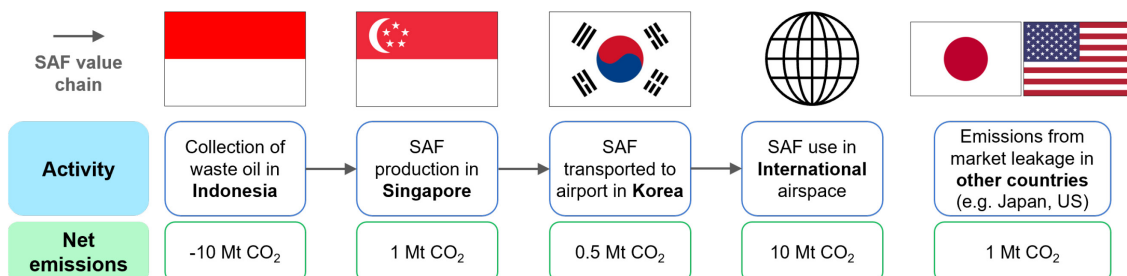 SAF value
chain
Activity
Collection of
waste oil in
Indonesia
SAF
production in
Singapore
SAF
transported to
airport in Korea
SAF use in
International
airspace
Emissions from
market leakage in
other countries
(e.g. Japan, US)
Net
emissions
-10 Mt CO₂
1 Mt CO₂
0.5 Mt CO₂
10 Mt CO₂
1 Mt CO₂